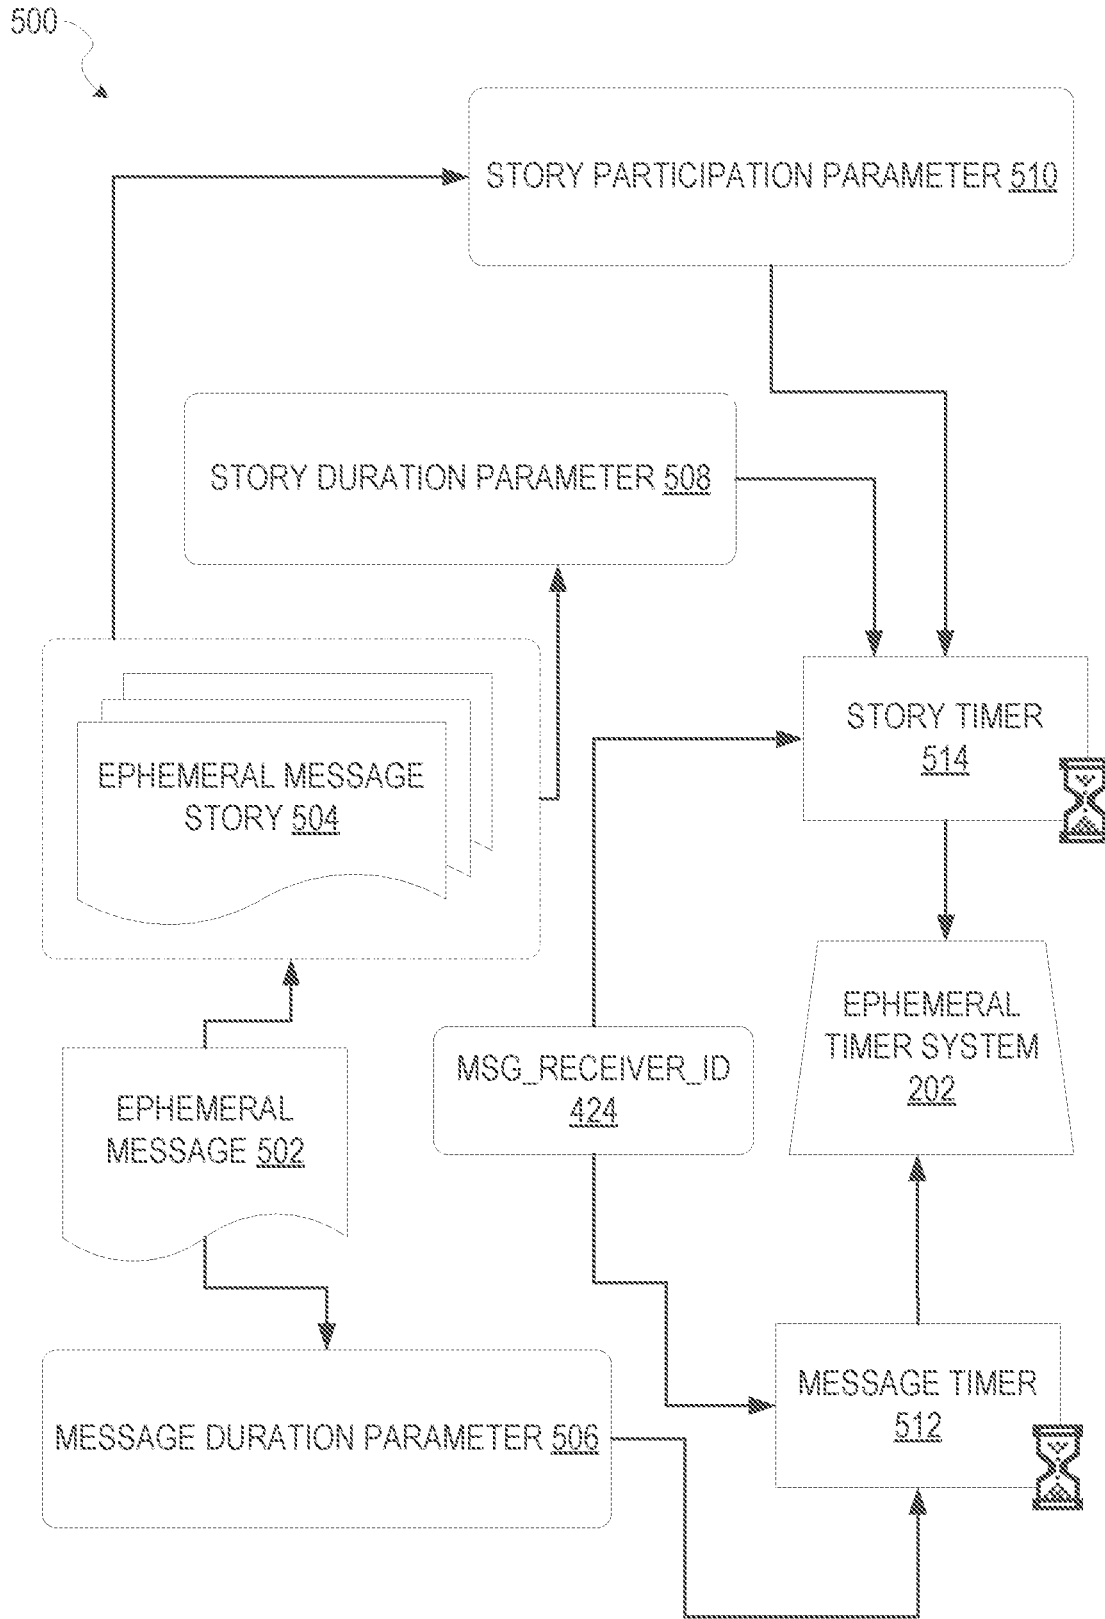 500
STORY PARTICIPATION PARAMETER 510
STORY DURATION PARAMETER 508
STORY TIMER
514
EPHEMERAL MESSAGE
STORY 504
EPHEMERAL
TIMER SYSTEM
202
MSG_RECEIVER_ID
424
EPHEMERAL
MESSAGE 502
MESSAGE TIMER
512
MESSAGE DURATION PARAMETER 506